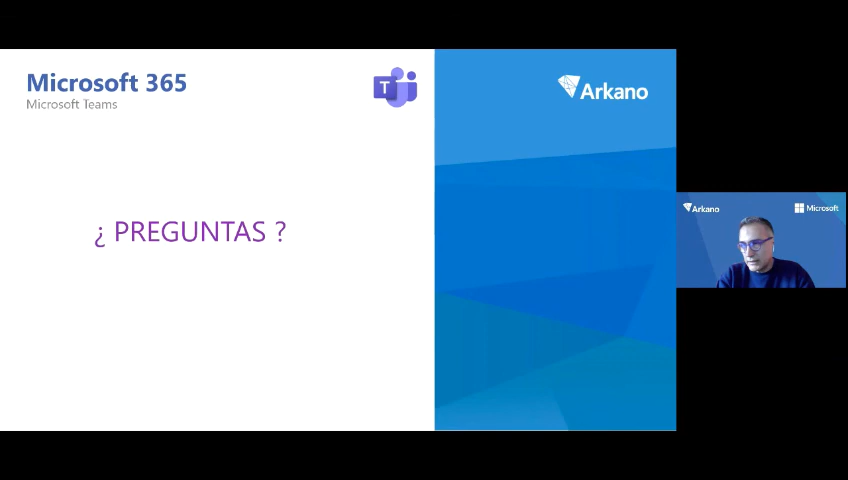 Microsoft 365
Microsoft Teams
T
Arkano
¿ PREGUNTAS ?
Arkano
Microsoft